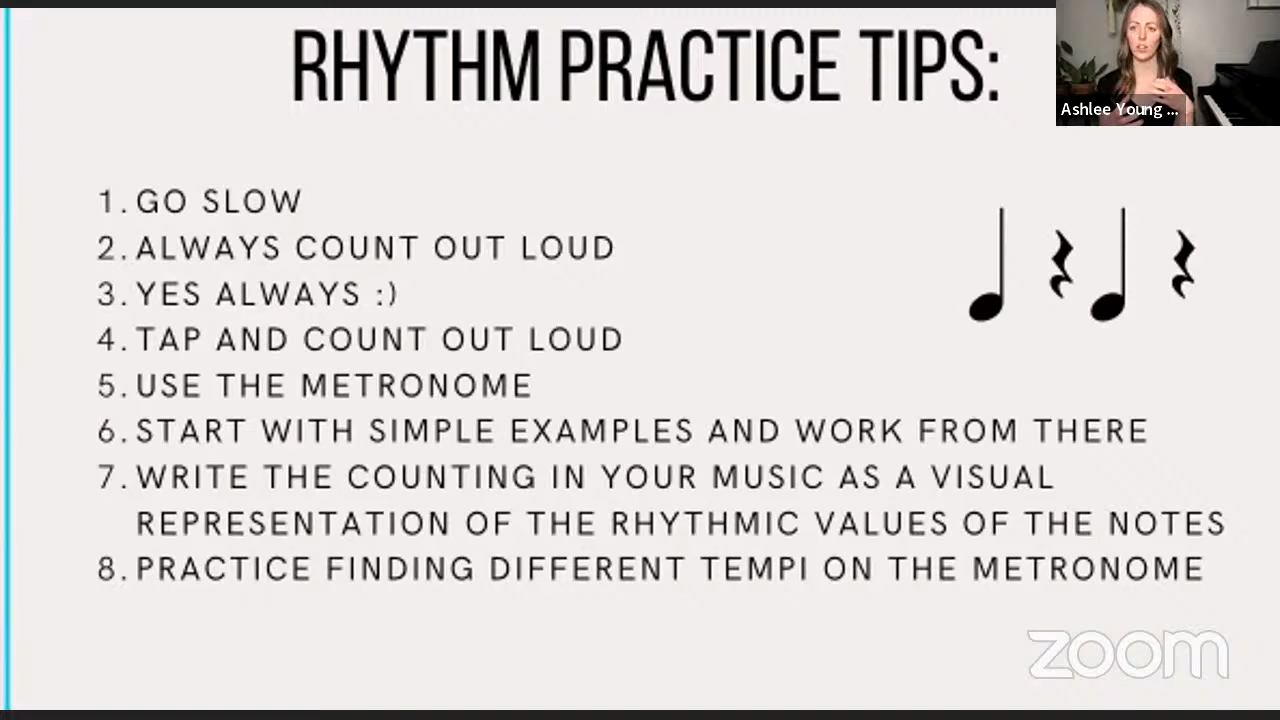 RHYTHM PRACTICE TIPS:
Ashlee Young ...
1. GO SLOW
2. ALWAYS COUNT OUT LOUD
3. YES ALWAYS :)
4. TAP AND COUNT OUT LOUD
5. USE THE METRONOME
6. START WITH SIMPLE EXAMPLES AND WORK FROM THERE
7. WRITE THE COUNTING IN YOUR MUSIC AS A VISUAL
REPRESENTATION OF THE RHYTHMIC VALUES OF THE NOTES
8. PRACTICE FINDING DIFFERENT TEMPI ON THE METRONOME
zoom